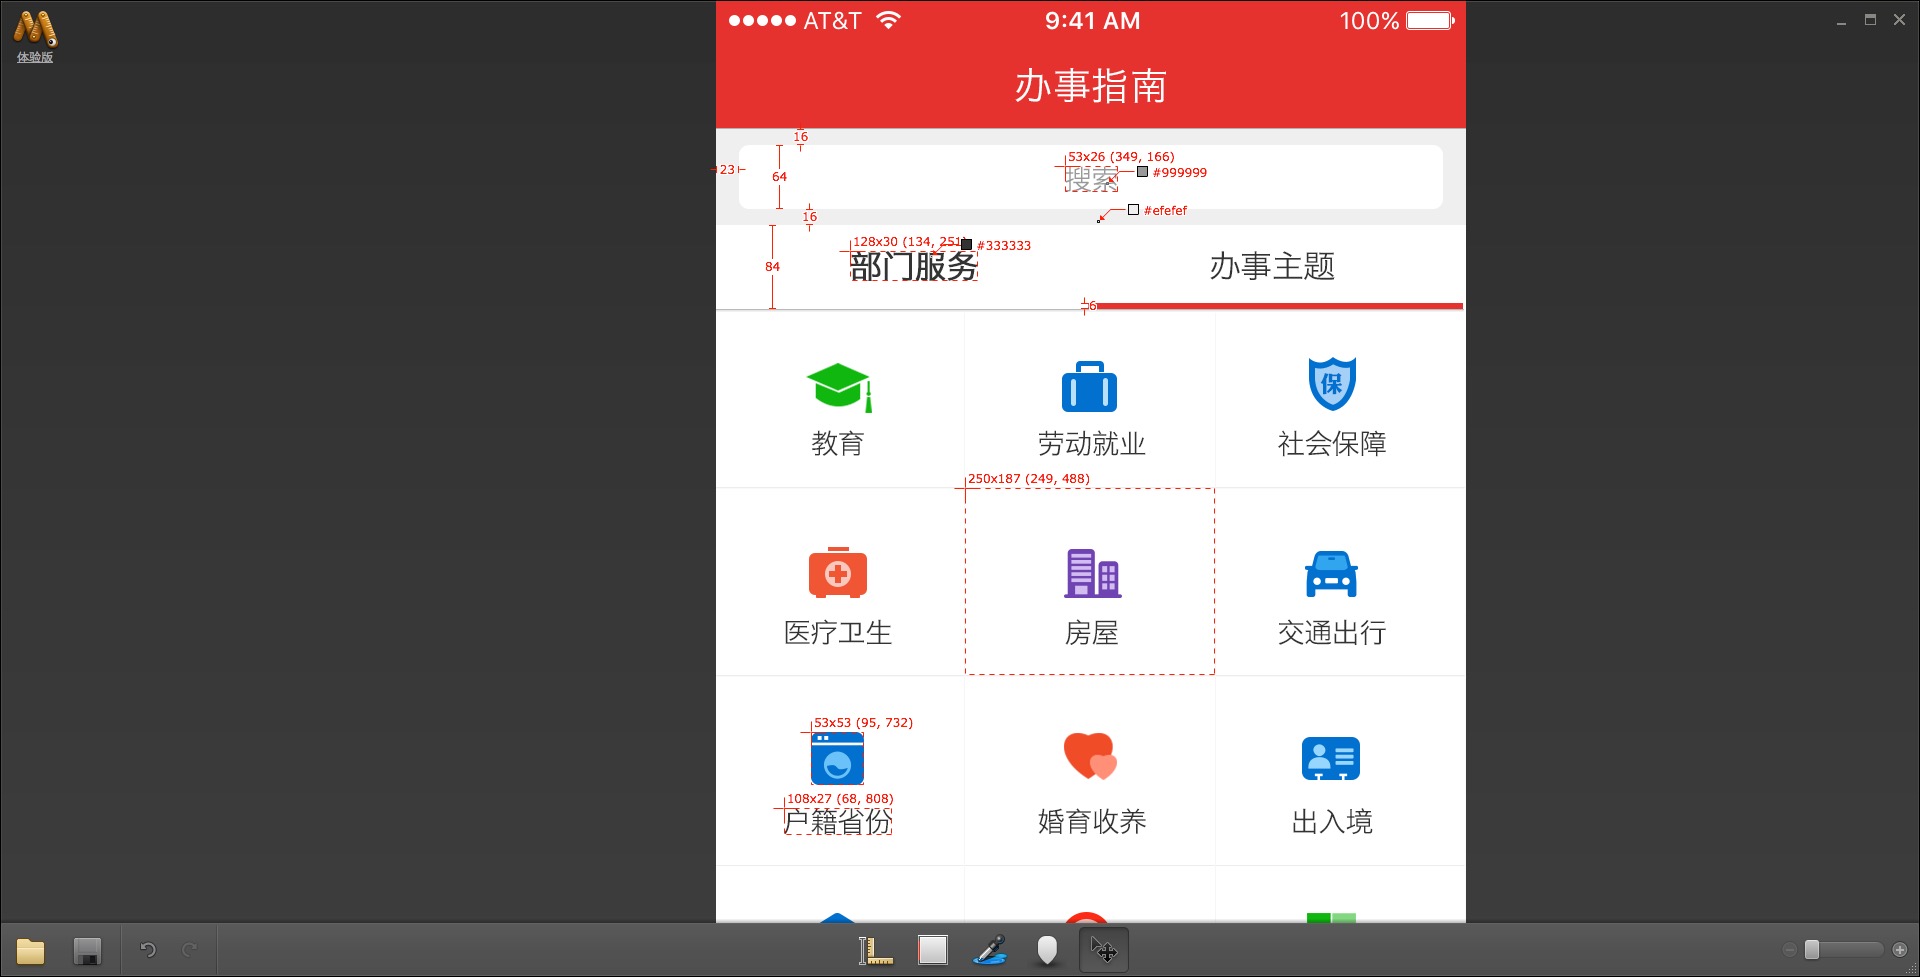 体验版
AT&T
9:41 AM
100%
办事指南
16
53x26 (349, 166)
23
64
搜索
#999999
16
#efefef
128x30 (134, 251)
#333333
84
部门服务
办事主题
6
保
教育
劳动就业
社会保障
250x187 (249, 488)
医疗卫生
房屋
交通出行
53x53 (95, 732)
108x27 (68, 808)
户籍省份
婚育收养
出入境